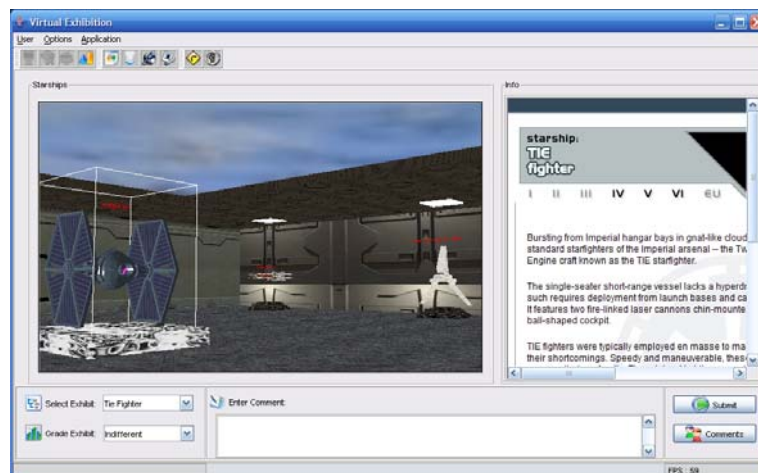 Virtual Exhibition
User Options Application
Starships
Info
starship:
TIE
fighter
I II III IV V VI EU
Bursting from Imperial hangar bays in gnat-like cloud
standard starfighters of the Imperial arsenal -- the Tw
Engine craft known as the TIE starfighter.
The single-seater short-range vessel lacks a hyperdr
such requires deployment from launch bases and ca
It features two fire-linked laser cannons chin-mounte
ball-shaped cockpit.
TIE fighters were typically employed en masse to ma
their shortcomings. Speedy and maneuverable, these
Select Exhibit: Tie Fighter
Enter Comment:
Submit
Grade Exhibit: Indifferent
Comments
FPS : 59